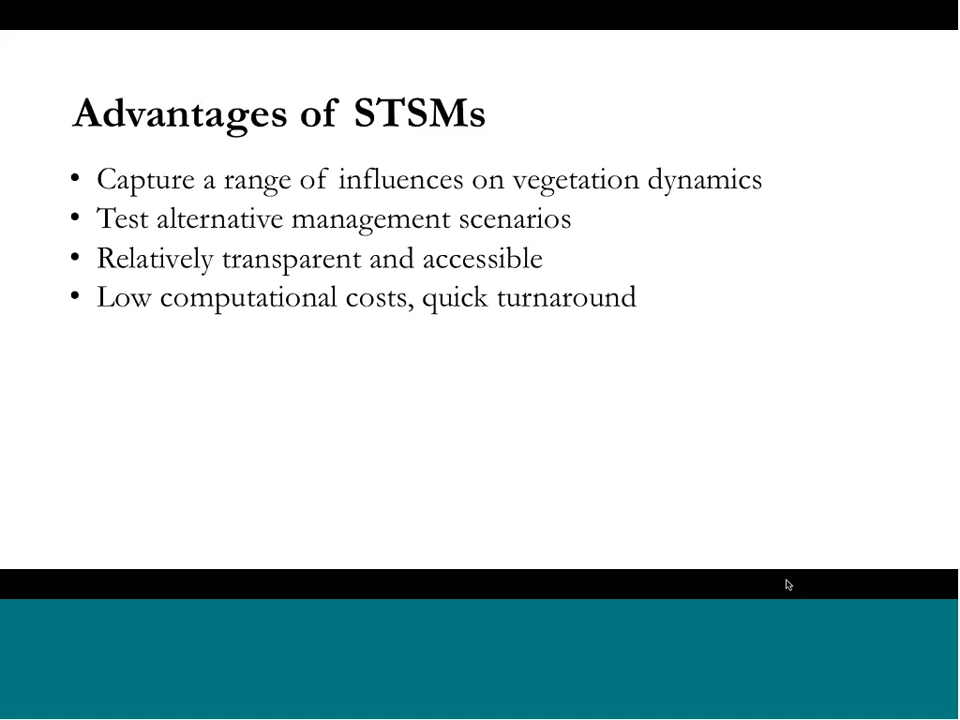 Advantages of STSMs
• Capture a range of influences on vegetation dynamics
• Test alternative management scenarios
• Relatively transparent and accessible
• Low computational costs, quick turnaround